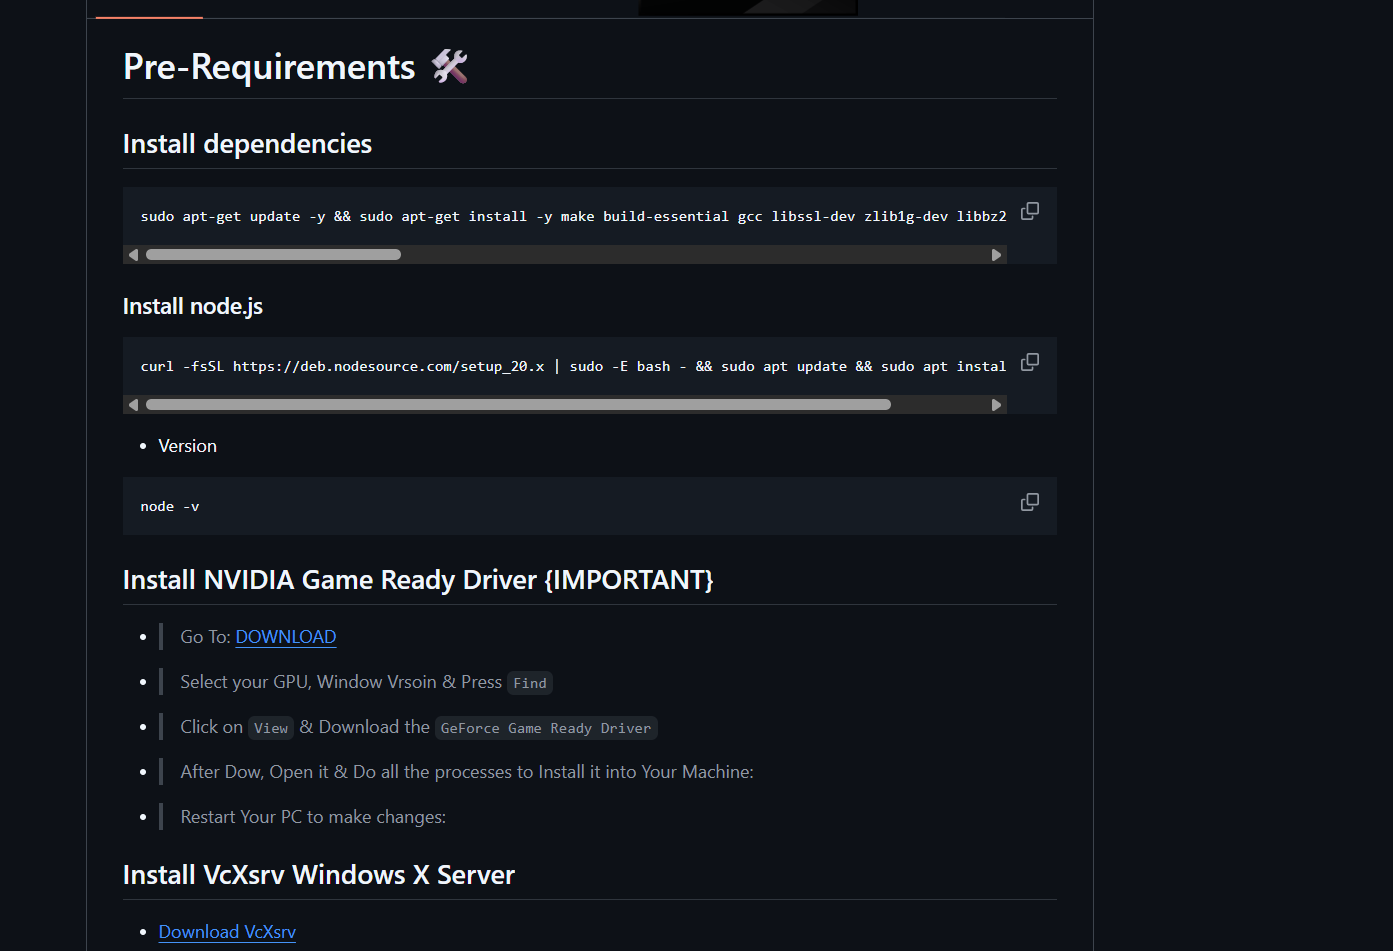 Pre-Requirements
Install dependencies
sudo apt-get update -y && sudo apt-get install -y make build-essential gcc libssl-dev zlib1g-dev libbz2
Install node.js
curl -fsSL https://deb.nodesource.com/setup_20.x | sudo -E bash - && sudo apt update && sudo apt instal
• Version
node -v
Install NVIDIA Game Ready Driver {IMPORTANT}
• Go To: DOWNLOAD
• Select your GPU, Window Vrsoin & Press Find
• Click on View & Download the GeForce Game Ready Driver
• After Dow, Open it & Do all the processes to Install it into Your Machine:
• Restart Your PC to make changes:
Install VcXsrv Windows X Server
• Download VcXsrv